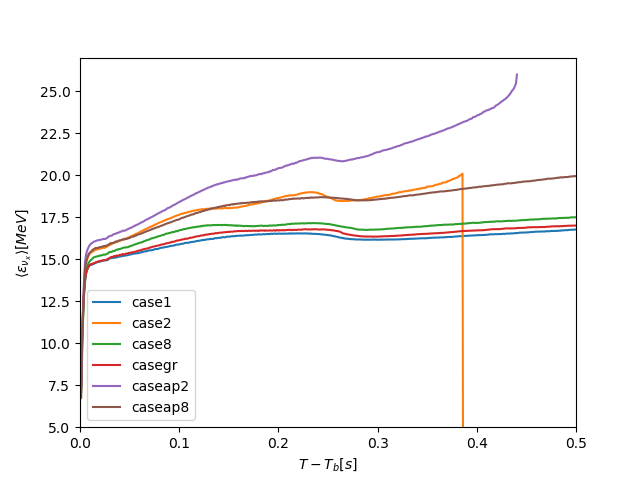 25.0
22.5
20.0
17.5
15.0
12.5
10.0
7.5
5.0
⟨ε_{ν_x}⟩[MeV]
case1
case2
case8
casegr
caseap2
caseap8
0.0 0.1 0.2 0.3 0.4 0.5
T − T_b[s]